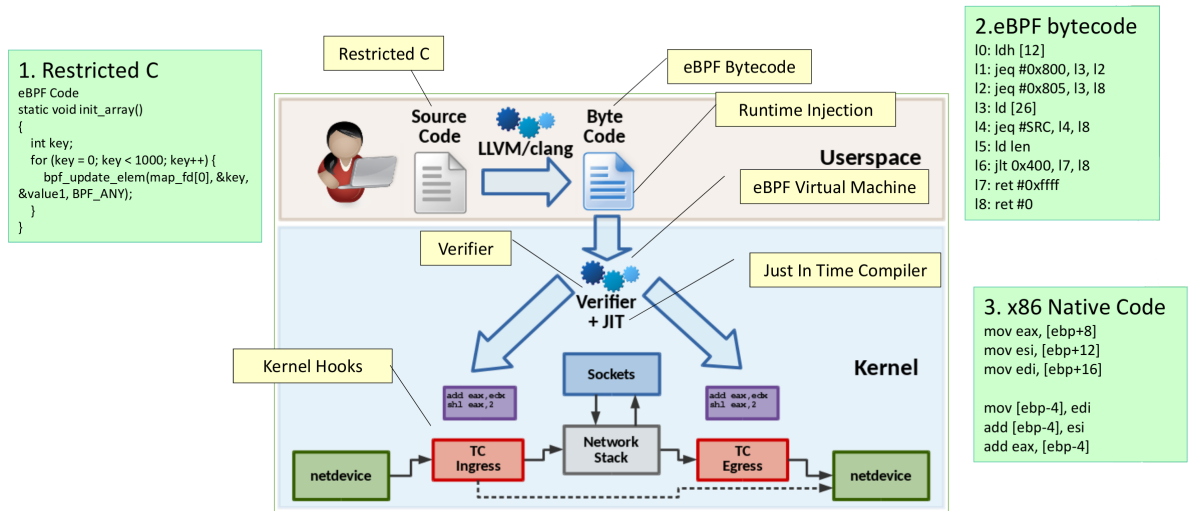 1. Restricted C
eBPF Code
static void init_array()
{
int key;
for (key = 0; key < 1000; key++) {
bpf_update_elem(map_fd[0], &key,
&value1, BPF_ANY);
}
}
Restricted C
eBPF Bytecode
Runtime Injection
Source
Code
LLVM/clang
Byte
Code
Userspace
eBPF Virtual Machine
Verifier
Just In Time Compiler
Verifier
+ JIT
Kernel Hooks
Kernel
Sockets
add eax,edx
shl eax,2
add eax,edx
shl eax,2
netdevice
TC
Ingress
Network
Stack
TC
Egress
netdevice
2.eBPF bytecode
l0: ldh [12]
l1: jeq #0x800, l3, l2
l2: jeq #0x805, l3, l8
l3: ld [26]
l4: jeq #SRC, l4, l8
l5: ld len
l6: jlt 0x400, l7, l8
l7: ret #0xffff
l8: ret #0
3. x86 Native Code
mov eax, [ebp+8]
mov esi, [ebp+12]
mov edi, [ebp+16]
mov [ebp-4], edi
add [ebp-4], esi
add eax, [ebp-4]